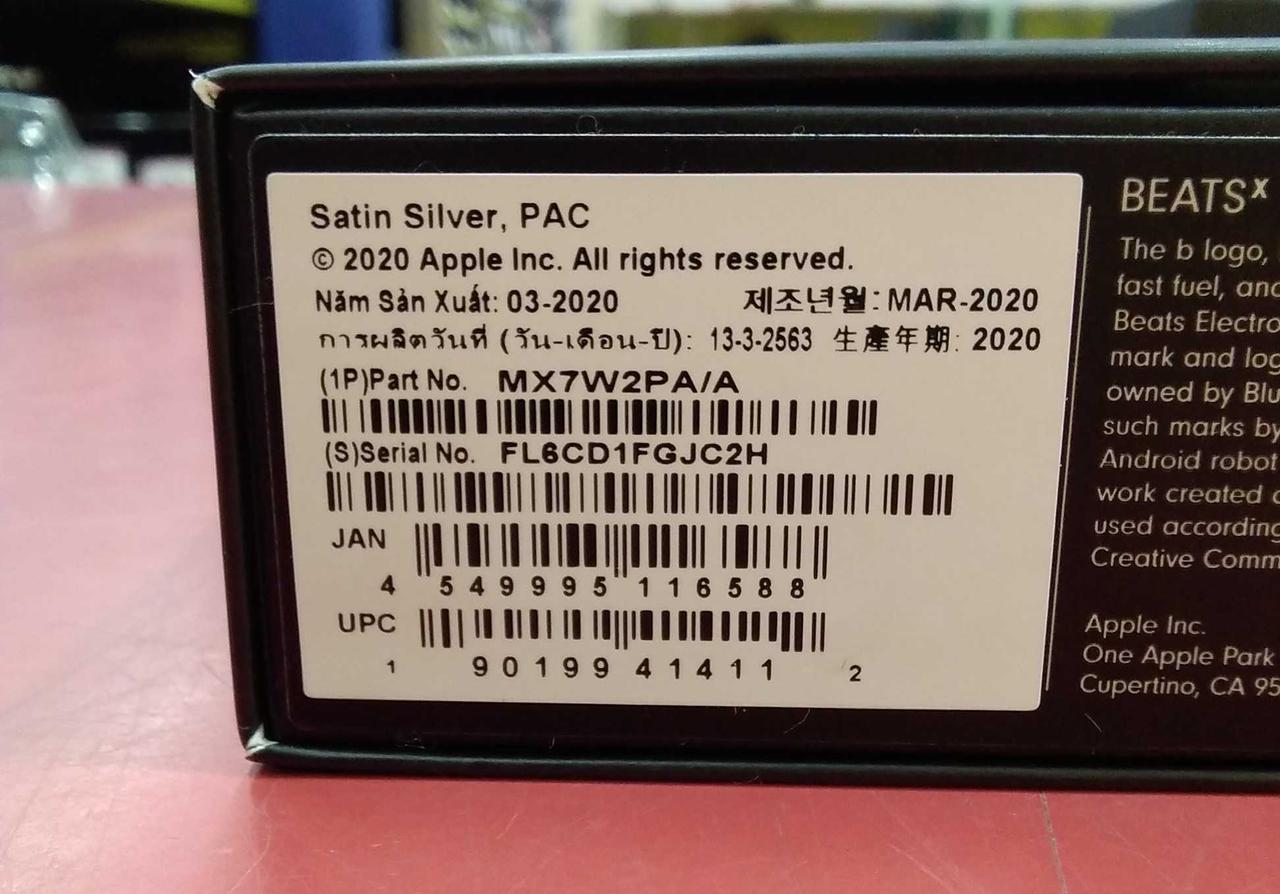 Satin Silver, PAC
© 2020 Apple Inc. All rights reserved.
Năm Sản Xuất: 03-2020 제조년월: MAR-2020
การผลิตวันที่ (วัน-เดือน-ปี): 13-3-2563 生產年期: 2020
(1P)Part No. MX7W2PA/A
(S)Serial No. FL6CD1FGJC2H
JAN
4 549995 116588
UPC
1 90199 41411 2
BEATSˣ
The b logo,
fast fuel, and
Beats Electro
mark and log
owned by Blu
such marks by
Android robot
work created
used according
Creative Comm
Apple Inc.
One Apple Park
Cupertino, CA 95